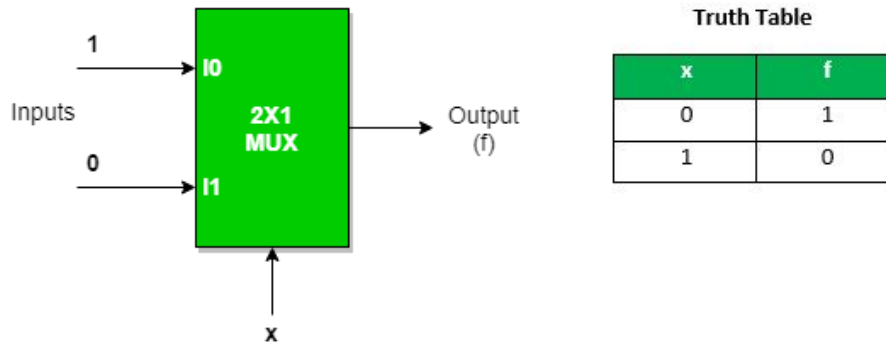 1
I0
Inputs
2X1
MUX
Output
(f)
0
I1
x
Truth Table
x f
0 1
1 0